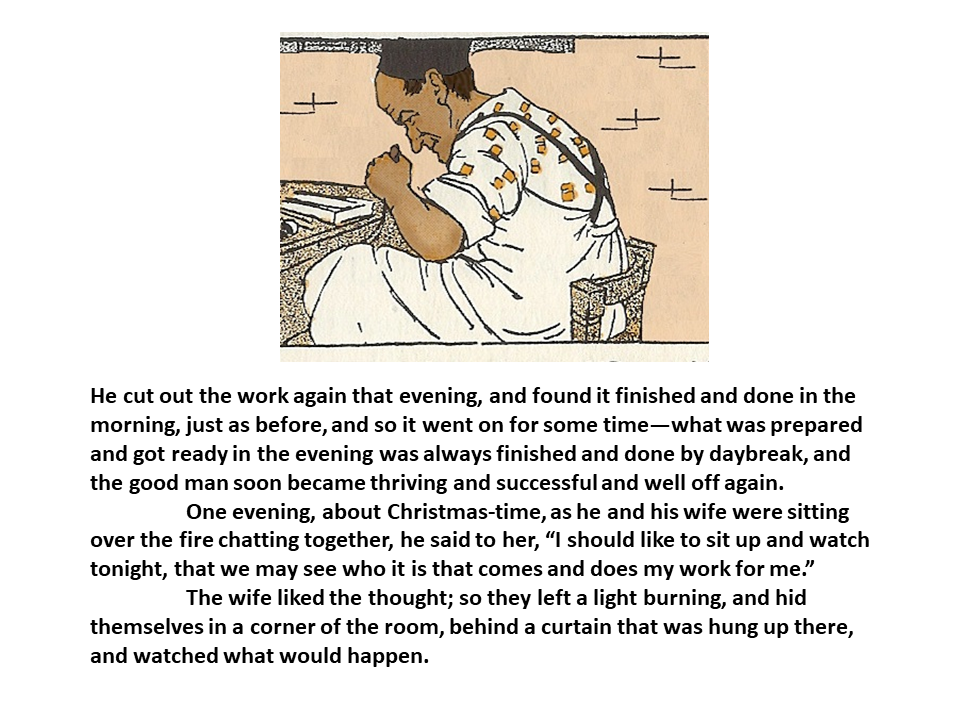 He cut out the work again that evening, and found it finished and done in the
morning, just as before, and so it went on for some time—what was prepared
and got ready in the evening was always finished and done by daybreak, and
the good man soon became thriving and successful and well off again.
One evening, about Christmas-time, as he and his wife were sitting
over the fire chatting together, he said to her, “I should like to sit up and watch
tonight, that we may see who it is that comes and does my work for me.”
The wife liked the thought; so they left a light burning, and hid
themselves in a corner of the room, behind a curtain that was hung up there,
and watched what would happen.